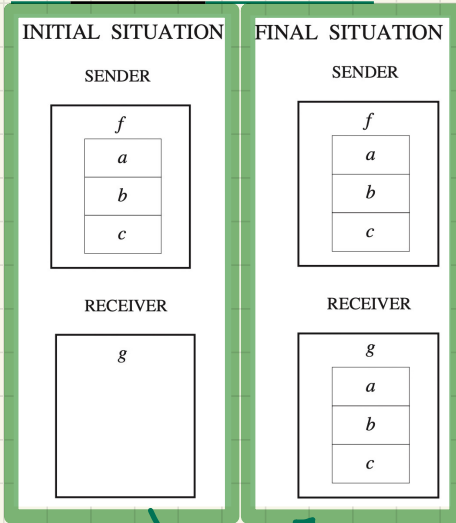 INITIAL SITUATION
SENDER
f
a
b
c
RECEIVER
g
FINAL SITUATION
SENDER
f
a
b
c
RECEIVER
g
a
b
c